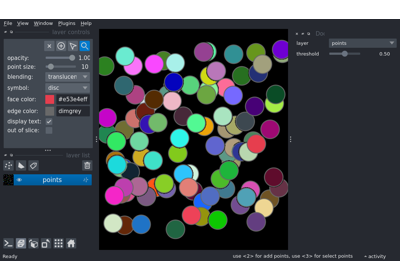 File View Window Plugins Help
layer controls
opacity: 1.00
point size: 10
blending: translucen
symbol: disc
face color: #e53e4eff
edge color: dimgrey
display text:
out of slice:
layer list
points
layer points
threshold 0.50
Ready use <2> for add points, use <3> for select points activity